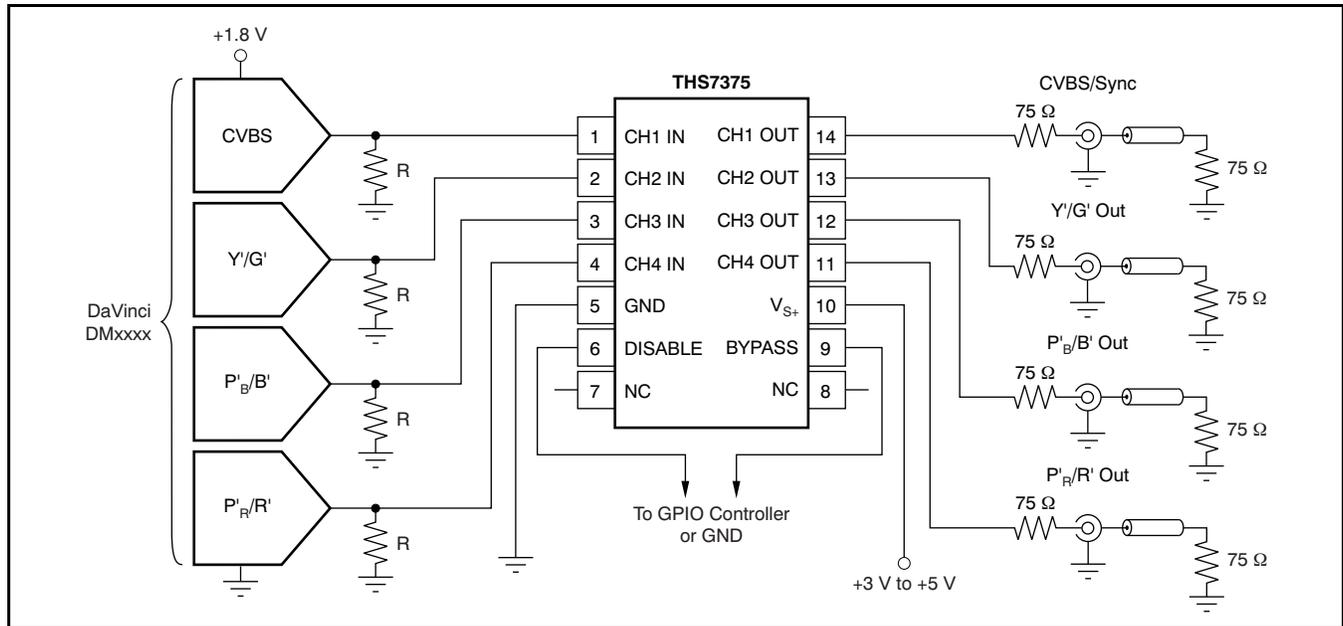 +1.8 V
THS7375
CVBS/Sync
CVBS
R
1
CH1 IN
CH1 OUT
14
75 Ω
75 Ω
2
CH2 IN
CH2 OUT
13
Y'/G' Out
Y'/G'
R
3
CH3 IN
CH3 OUT
12
75 Ω
75 Ω
4
CH4 IN
CH4 OUT
11
DaVinci
DMxxxx
5
GND
VS+
10
6
DISABLE
BYPASS
9
P'B/B' Out
P'B/B'
R
7
NC
NC
8
75 Ω
75 Ω
P'R/R' Out
P'R/R'
R
To GPIO Controller
or GND
75 Ω
75 Ω
+3 V to +5 V